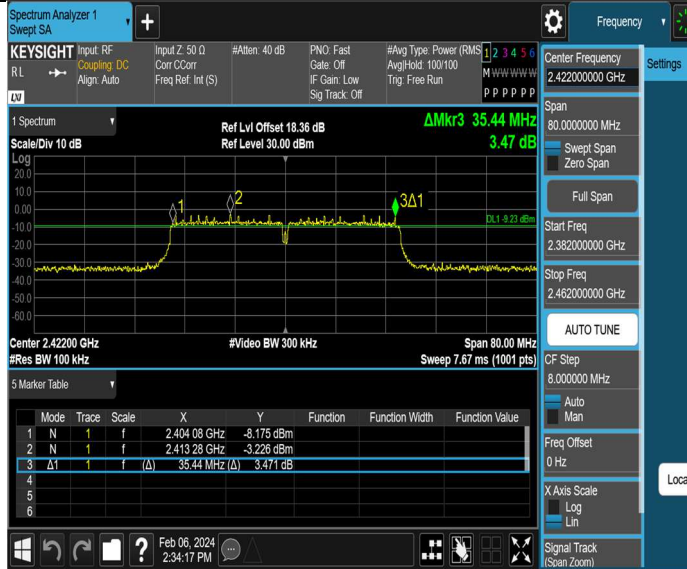 Spectrum Analyzer 1
Swept SA
+
Frequency
KEYSIGHT
RL
LXI
Input: RF
Coupling: DC
Align: Auto
Input Z: 50 Ω
Corr CCorr
Freq Ref: Int (S)
#Atten: 40 dB
PNO: Fast
Gate: Off
IF Gain: Low
Sig Track: Off
#Avg Type: Power (RMS
Avg|Hold: 100/100
Trig: Free Run
1 2 3 4 5 6
M W W W W W
P P P P P P
1 Spectrum
Scale/Div 10 dB
Ref Lvl Offset 18.36 dB
Ref Level 30.00 dBm
ΔMkr3 35.44 MHz
3.47 dB
Log
20.0
10.0
0.00
-10.0
-20.0
-30.0
-40.0
-50.0
-60.0
1
2
3Δ1
DL1 -9.23 dBm
Center 2.42200 GHz
#Res BW 100 kHz
#Video BW 300 kHz
Span 80.00 MHz
Sweep 7.67 ms (1001 pts)
5 Marker Table
Mode Trace Scale X Y Function Function Width Function Value
1 N 1 f 2.404 08 GHz -8.175 dBm
2 N 1 f 2.413 28 GHz -3.226 dBm
3 Δ1 1 f (Δ) 35.44 MHz (Δ) 3.471 dB
4
5
6
?
Feb 06, 2024
2:34:17 PM
Center Frequency
2.422000000 GHz
Settings
Span
80.0000000 MHz
Swept Span
Zero Span
Full Span
Start Freq
2.382000000 GHz
Stop Freq
2.462000000 GHz
AUTO TUNE
CF Step
8.000000 MHz
Auto
Man
Freq Offset
0 Hz
Loca
X Axis Scale
Log
Lin
Signal Track
(Span Zoom)